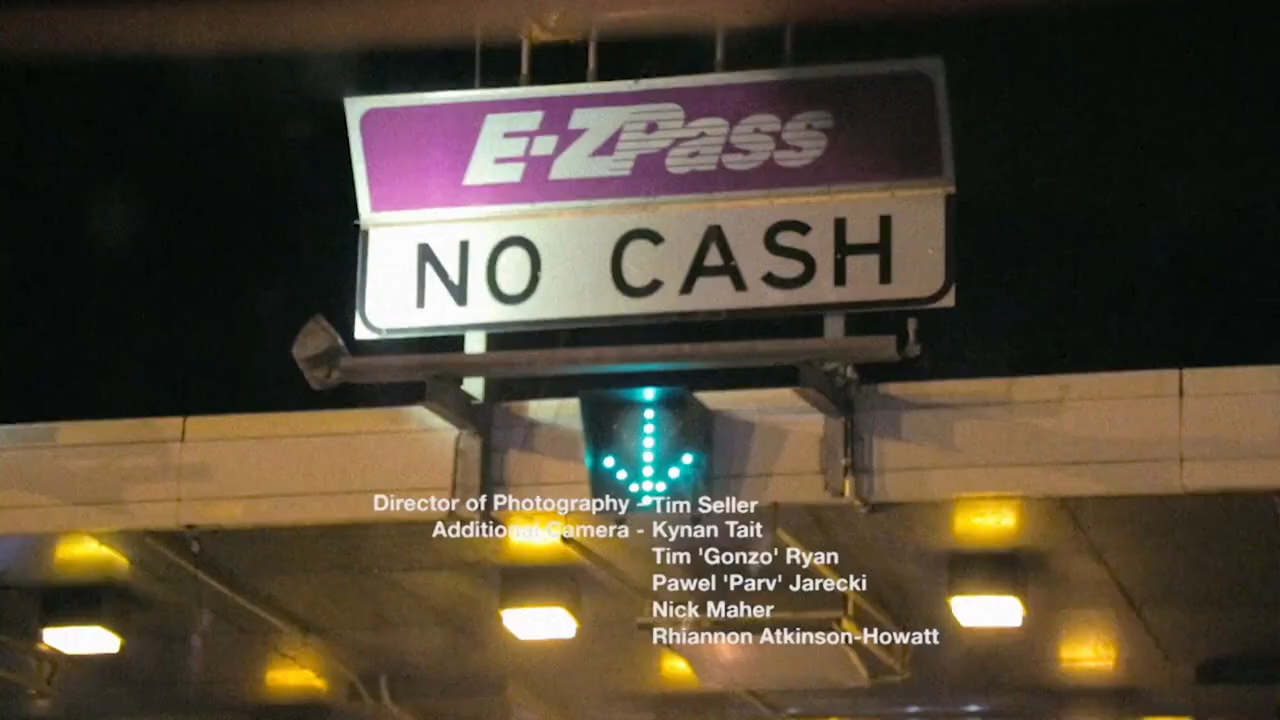 E-ZPass
NO CASH
Director of Photography - Tim Seller
Additional Camera - Kynan Tait
Tim 'Gonzo' Ryan
Pawel 'Parv' Jarecki
Nick Maher
Rhiannon Atkinson-Howatt